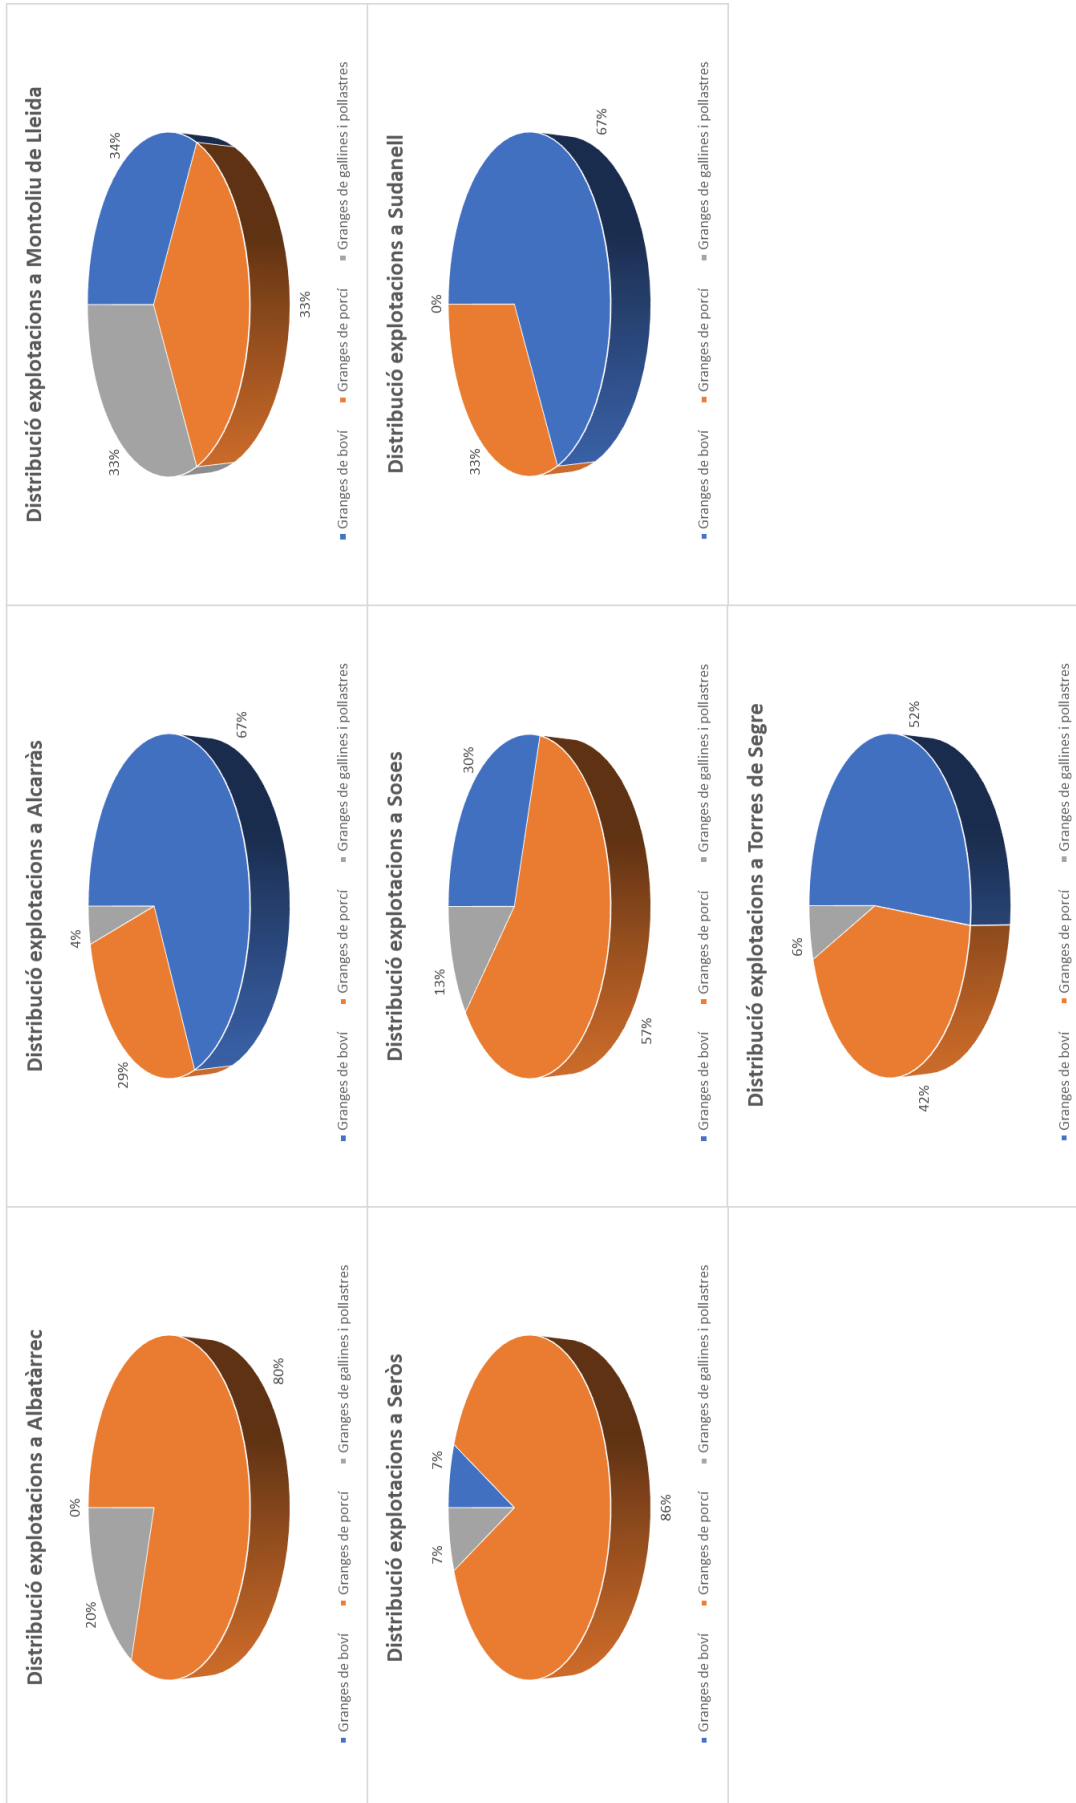 Distribució explotacions a Albatàrrec
0%
20%
80%
Granges de boví Granges de porcí Granges de gallines i pollastres
Distribució explotacions a Alcarràs
4%
29%
67%
Granges de boví Granges de porcí Granges de gallines i pollastres
Distribució explotacions a Montoliu de Lleida
33%
34%
33%
Granges de boví Granges de porcí Granges de gallines i pollastres
Distribució explotacions a Seròs
7%
7%
86%
Granges de boví Granges de porcí Granges de gallines i pollastres
Distribució explotacions a Soses
13%
30%
57%
Granges de boví Granges de porcí Granges de gallines i pollastres
Distribució explotacions a Sudanell
0%
33%
67%
Granges de boví Granges de porcí Granges de gallines i pollastres
Distribució explotacions a Torres de Segre
6%
52%
42%
Granges de boví Granges de porcí Granges de gallines i pollastres